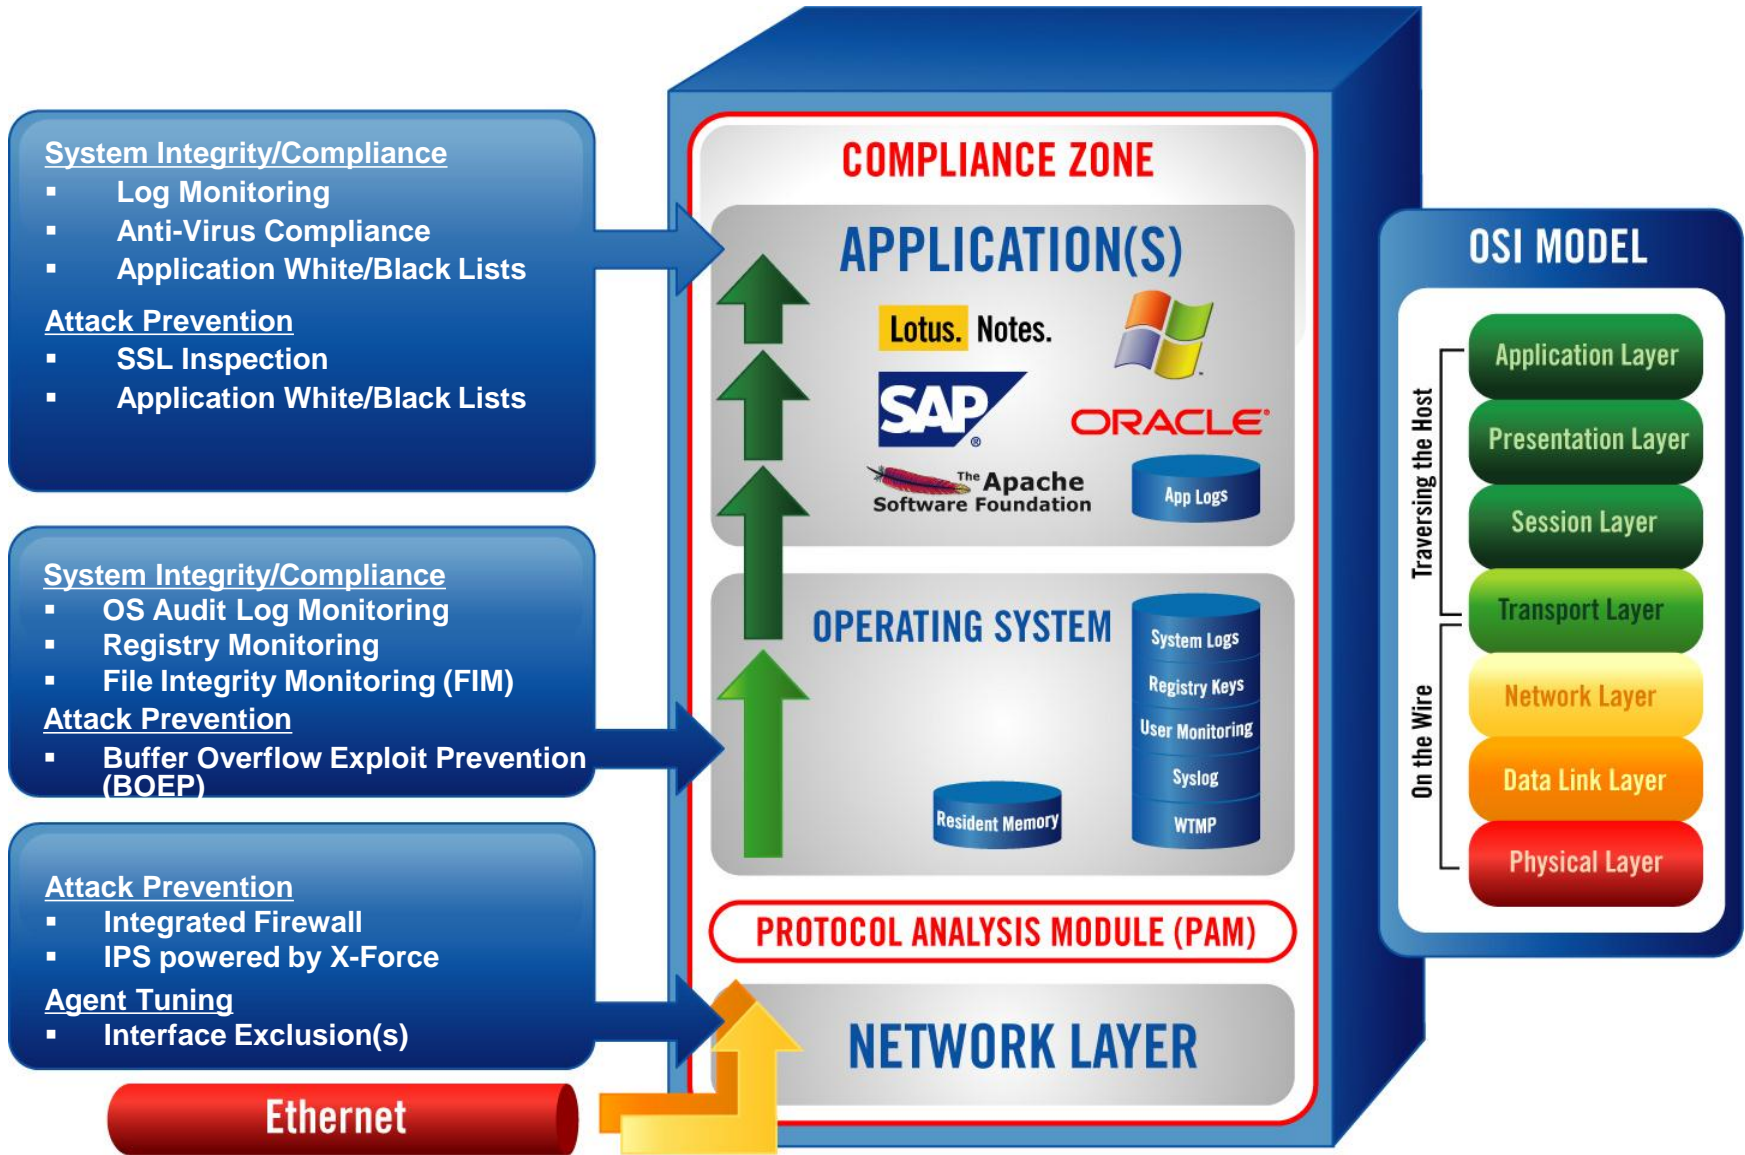 System Integrity/Compliance
▪ Log Monitoring
▪ Anti-Virus Compliance
▪ Application White/Black Lists
Attack Prevention
▪ SSL Inspection
▪ Application White/Black Lists
System Integrity/Compliance
▪ OS Audit Log Monitoring
▪ Registry Monitoring
▪ File Integrity Monitoring (FIM)
Attack Prevention
▪ Buffer Overflow Exploit Prevention
(BOEP)
Attack Prevention
▪ Integrated Firewall
▪ IPS powered by X-Force
Agent Tuning
▪ Interface Exclusion(s)
Ethernet
COMPLIANCE ZONE
APPLICATION(S)
Lotus. Notes.
SAP ®
ORACLE®
The Apache
Software Foundation
App Logs
OPERATING SYSTEM
System Logs
Registry Keys
User Monitoring
Syslog
WTMP
Resident Memory
PROTOCOL ANALYSIS MODULE (PAM)
NETWORK LAYER
OSI MODEL
Traversing the Host
On the Wire
Application Layer
Presentation Layer
Session Layer
Transport Layer
Network Layer
Data Link Layer
Physical Layer